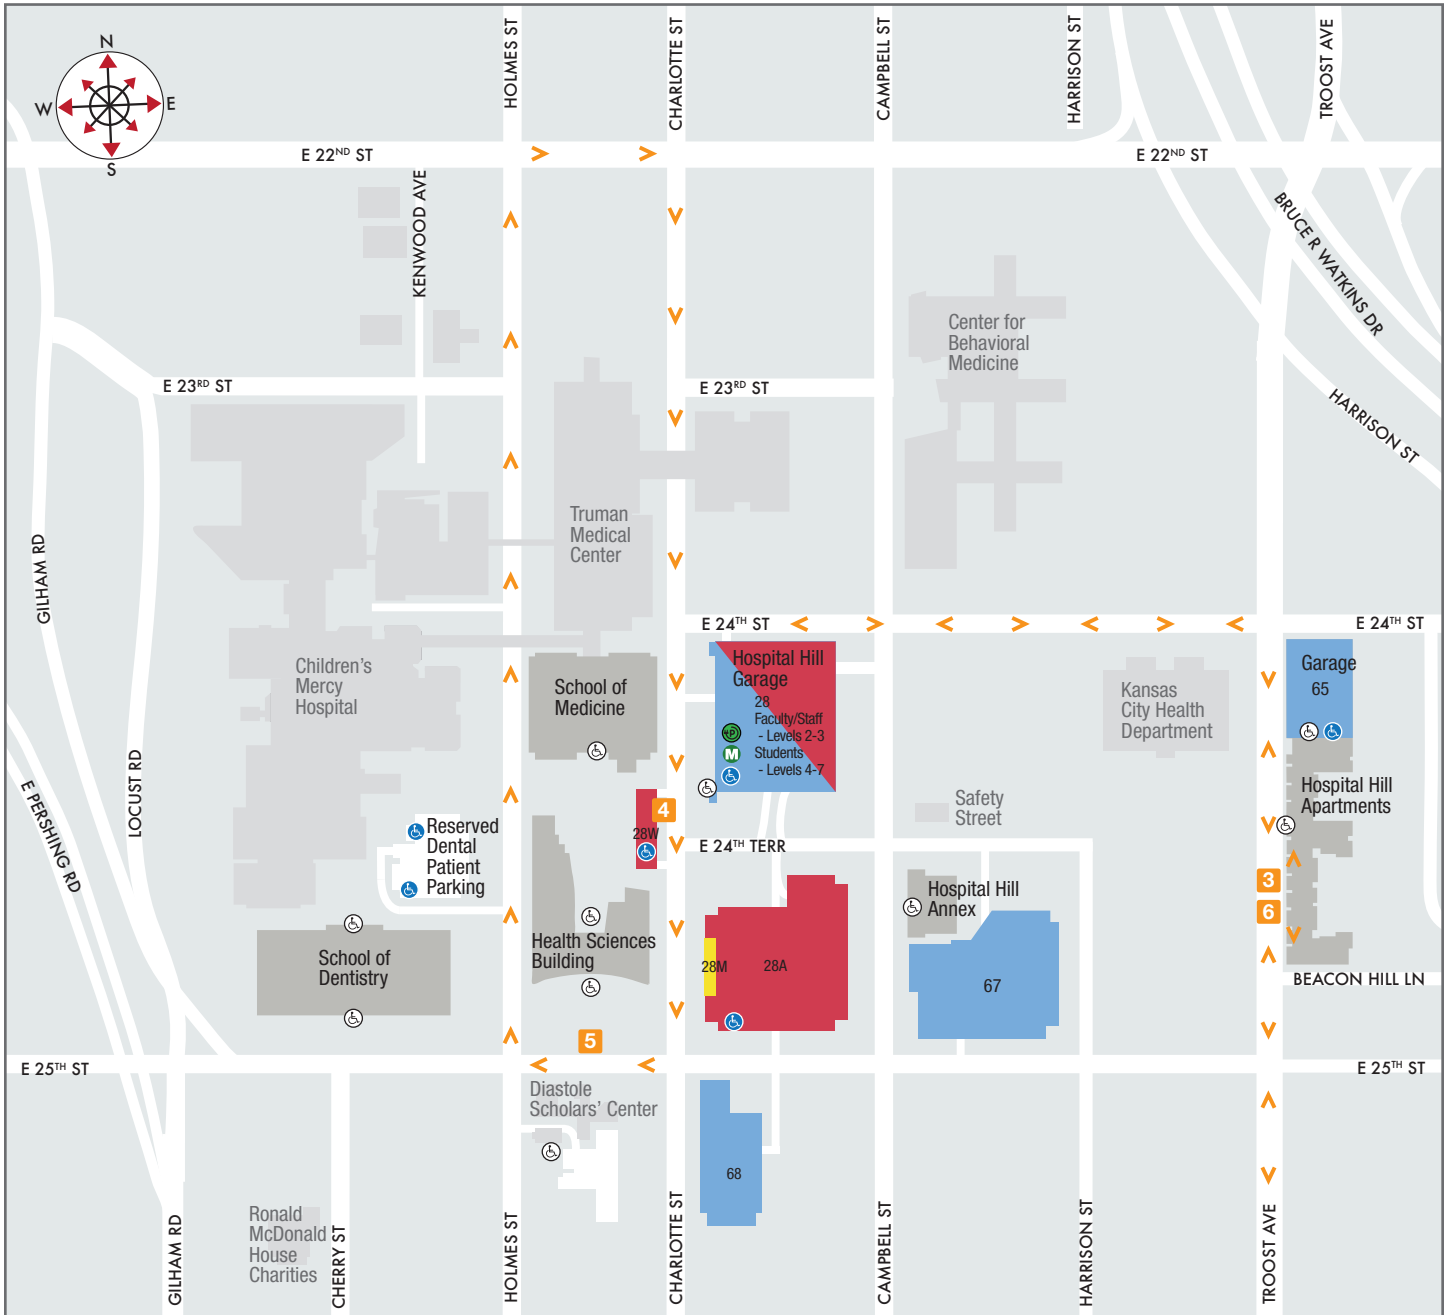 HOLMES ST
CHARLOTTE ST
CAMPBELL ST
HARRISON ST
TROOST AVE
N
W
E
S
E 22ND ST
E 22ND ST
KENWOOD AVE
BRUCE R WATKINS DR
Center for
Behavioral
Medicine
E 23RD ST
E 23RD ST
HARRISON ST
Truman
Medical
Center
GILHAM RD
E 24TH ST
E 24TH ST
Children's
Mercy
Hospital
School of
Medicine
Hospital Hill
Garage
28
Faculty/Staff
- Levels 2-3
Students
- Levels 4-7
P
M
Kansas
City Health
Department
Garage
65
LOCUST RD
E PERSHING RD
Reserved
Dental
Patient
Parking
4
28W
E 24TH TERR
Safety
Street
Hospital Hill
Apartments
3
6
Hospital Hill
Annex
School of
Dentistry
Health Sciences
Building
28M
28A
67
BEACON HILL LN
5
E 25TH ST
E 25TH ST
Diastole
Scholars' Center
68
Ronald
McDonald
House
Charities
GILHAM RD
CHERRY ST
HOLMES ST
CHARLOTTE ST
CAMPBELL ST
HARRISON ST
TROOST AVE